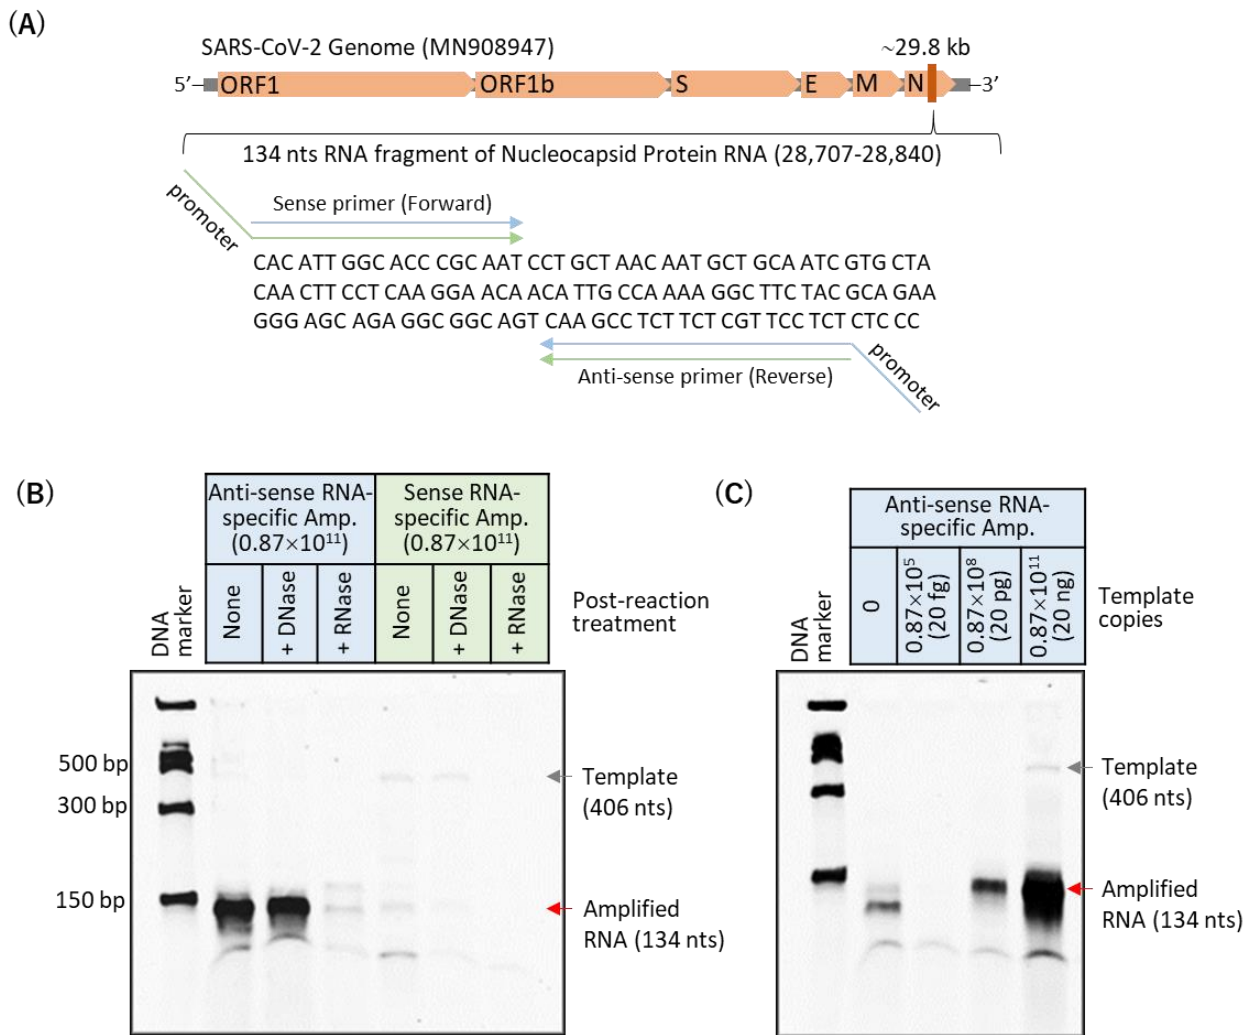 (A)
SARS-CoV-2 Genome (MN908947)
~29.8 kb
5’
ORF1
ORF1b
S
E
M
N
3’
134 nts RNA fragment of Nucleocapsid Protein RNA (28,707-28,840)
promoter
Sense primer (Forward)
CAC ATT GGC ACC CGC AAT CCT GCT AAC AAT GCT GCA ATC GTG CTA
CAA CTT CCT CAA GGA ACA ACA TTG CCA AAA GGC TTC TAC GCA GAA
GGG AGC AGA GGC GGC AGT CAA GCC TCT TCT CGT TCC TCT CTC CC
Anti-sense primer (Reverse)
promoter
(B)
Anti-sense RNA-
specific Amp.
(0.87×10¹¹)
Sense RNA-
specific Amp.
(0.87×10¹¹)
DNA
marker
None
+ DNase
+ RNase
None
+ DNase
+ RNase
Post-reaction
treatment
500 bp
300 bp
150 bp
Template
(406 nts)
Amplified
RNA (134 nts)
(C)
Anti-sense RNA-
specific Amp.
DNA
marker
0
0.87×10⁵
(20 fg)
0.87×10⁸
(20 pg)
0.87×10¹¹
(20 ng)
Template
copies
Template
(406 nts)
Amplified
RNA (134 nts)